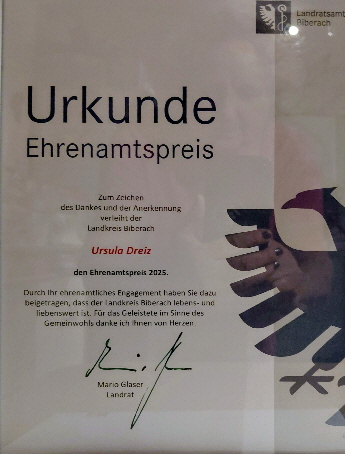 Landratsamt
Biberach
Urkunde
Ehrenamtspreis
Zum Zeichen
des Dankes und der Anerkennung
verleiht der
Landkreis Biberach
Ursula Dreiz
den Ehrenamtspreis 2025.
Durch Ihr ehrenamtliches Engagement haben Sie dazu
beigetragen, dass der Landkreis Biberach lebens- und
liebenswert ist. Für das Geleistete im Sinne des
Gemeinwohls danke ich Ihnen von Herzen.
Mario Glaser
Landrat